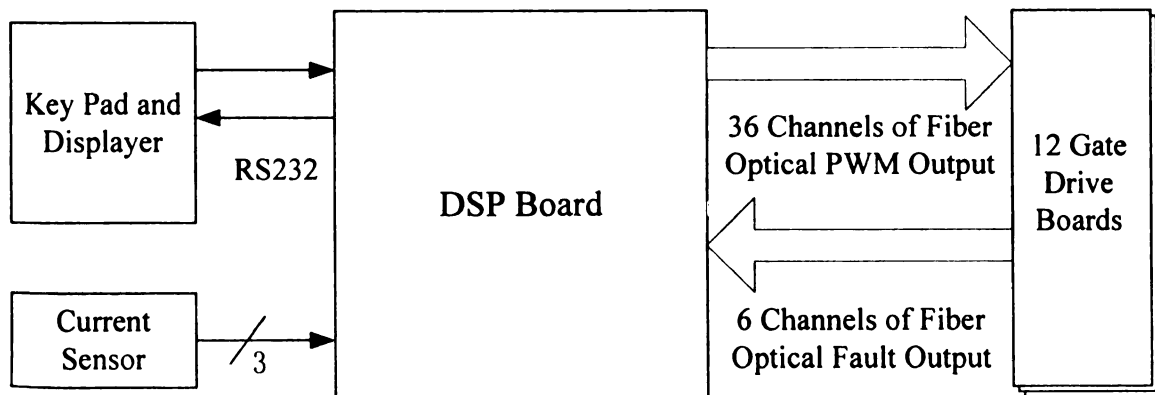 Key Pad and
Displayer
RS232
Current
Sensor
3
DSP Board
36 Channels of Fiber
Optical PWM Output
6 Channels of Fiber
Optical Fault Output
12 Gate
Drive
Boards